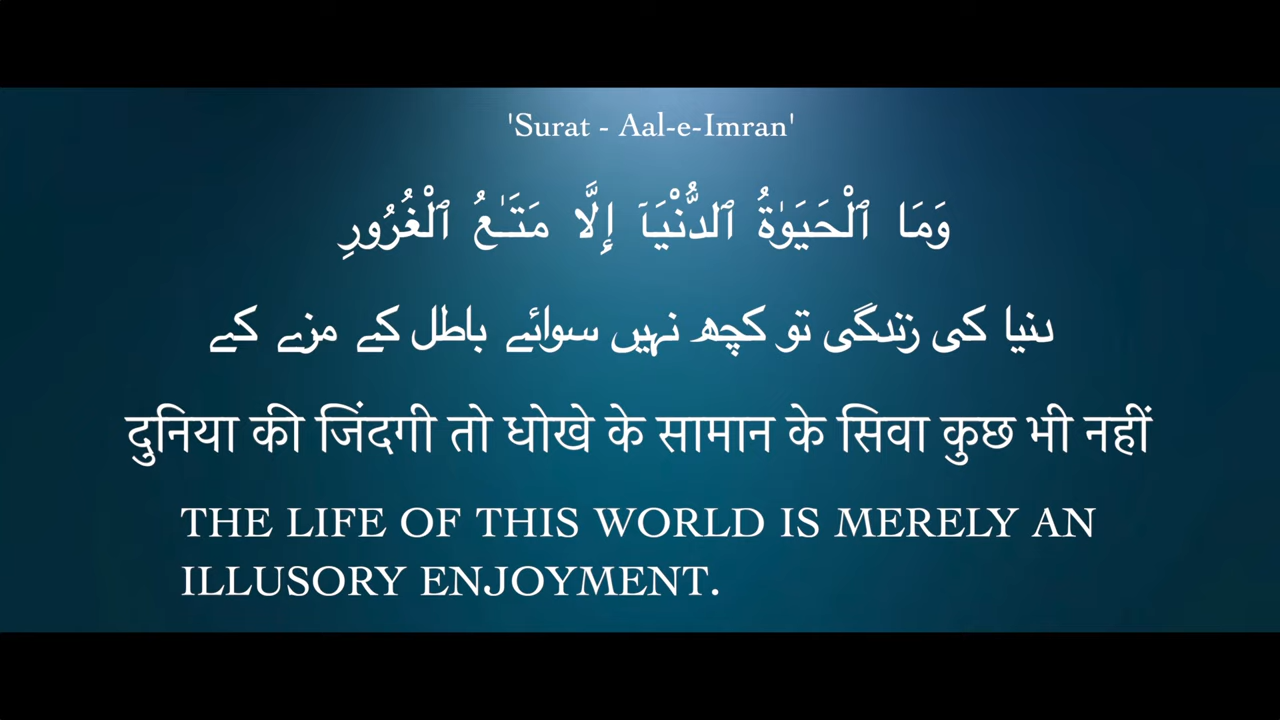 'Surat - Aal-e-Imran'
وَمَا ٱلْحَيَوٰةُ ٱلدُّنْيَآ إِلَّا مَتَـٰعُ ٱلْغُرُورِ
دنیا کی زندگی تو کچھ نہیں سوائے باطل کے مزے کے
दुनिया की जिंदगी तो धोखे के सामान के सिवा कुछ भी नहीं
THE LIFE OF THIS WORLD IS MERELY AN
ILLUSORY ENJOYMENT.